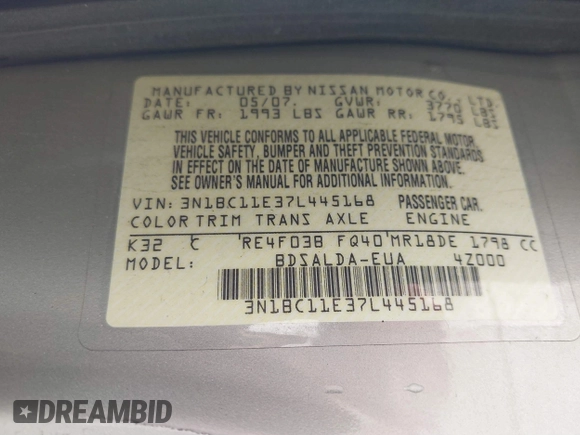 MANUFACTURED BY NISSAN MOTOR CO., LTD.
DATE: 05/07. GVWR: 3770 LBS
GAWR FR: 1993 LBS GAWR RR: 1795 LBS
THIS VEHICLE CONFORMS TO ALL APPLICABLE FEDERAL MOTOR
VEHICLE SAFETY, BUMPER AND THEFT PREVENTION STANDARDS
IN EFFECT ON THE DATE OF MANUFACTURE SHOWN ABOVE.
SEE OWNER'S MANUAL FOR ADDITIONAL INFORMATION.
VIN: 3N1BC11E37L445168 PASSENGER CAR.
COLOR TRIM TRANS AXLE ENGINE
K32 C RE4F03B FQ40 MR18DE 1798 CC
MODEL: BDSALDA-EUA 4Z000
3N1BC11E37L445168
DREAMBID